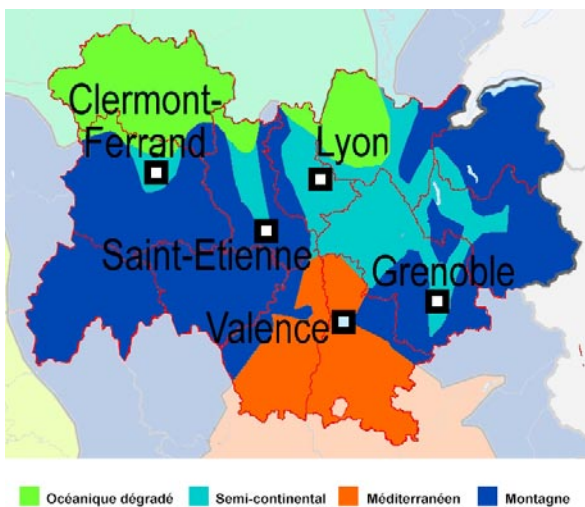 Clermont-
Ferrand
Lyon
Saint-Etienne
Grenoble
Valence
Océanique dégradé
Semi-continental
Méditerranéen
Montagne